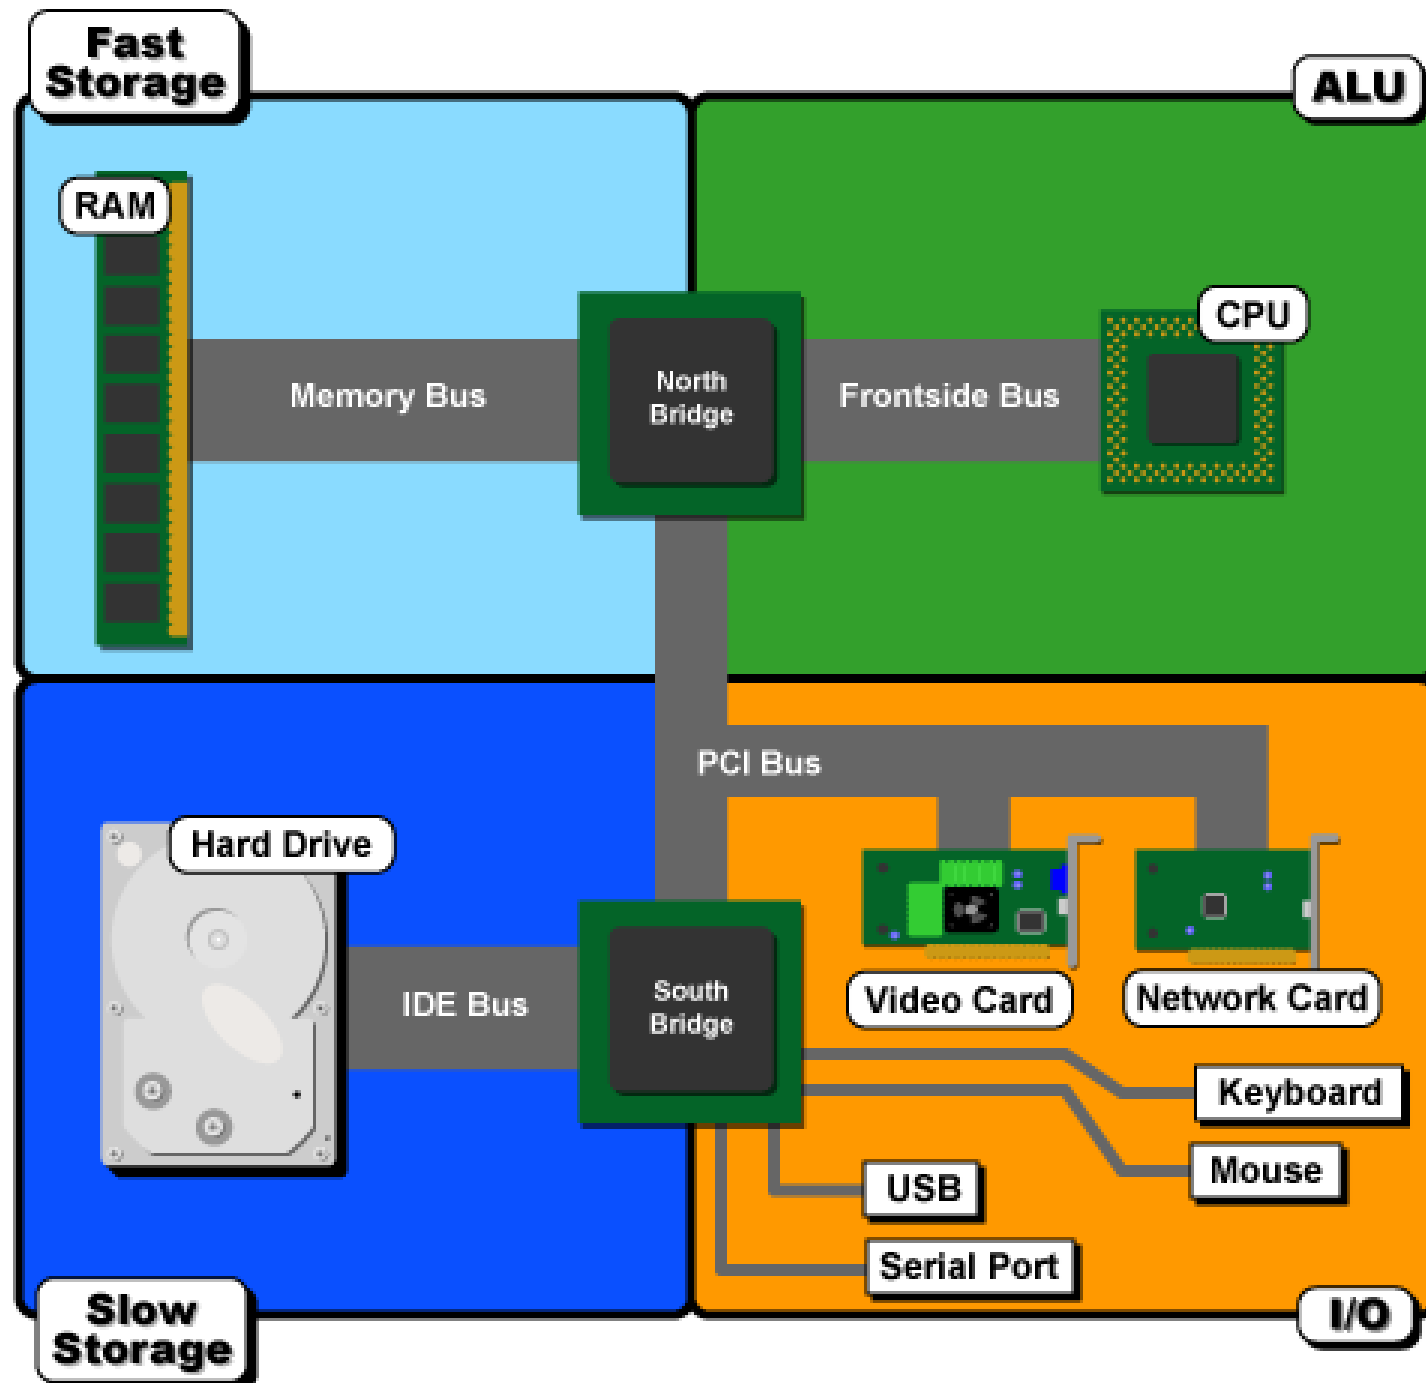 Fast
Storage
ALU
RAM
CPU
Memory Bus
North
Bridge
Frontside Bus
PCI Bus
Hard Drive
IDE Bus
South
Bridge
Video Card
Network Card
Keyboard
Mouse
USB
Serial Port
Slow
Storage
I/O